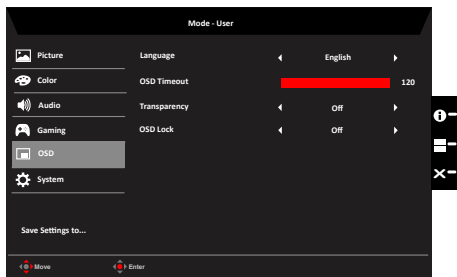 Mode - User
Picture
Color
Audio
Gaming
OSD
System
Save Settings to...
Language English
OSD Timeout 120
Transparency Off
OSD Lock Off
Move Enter